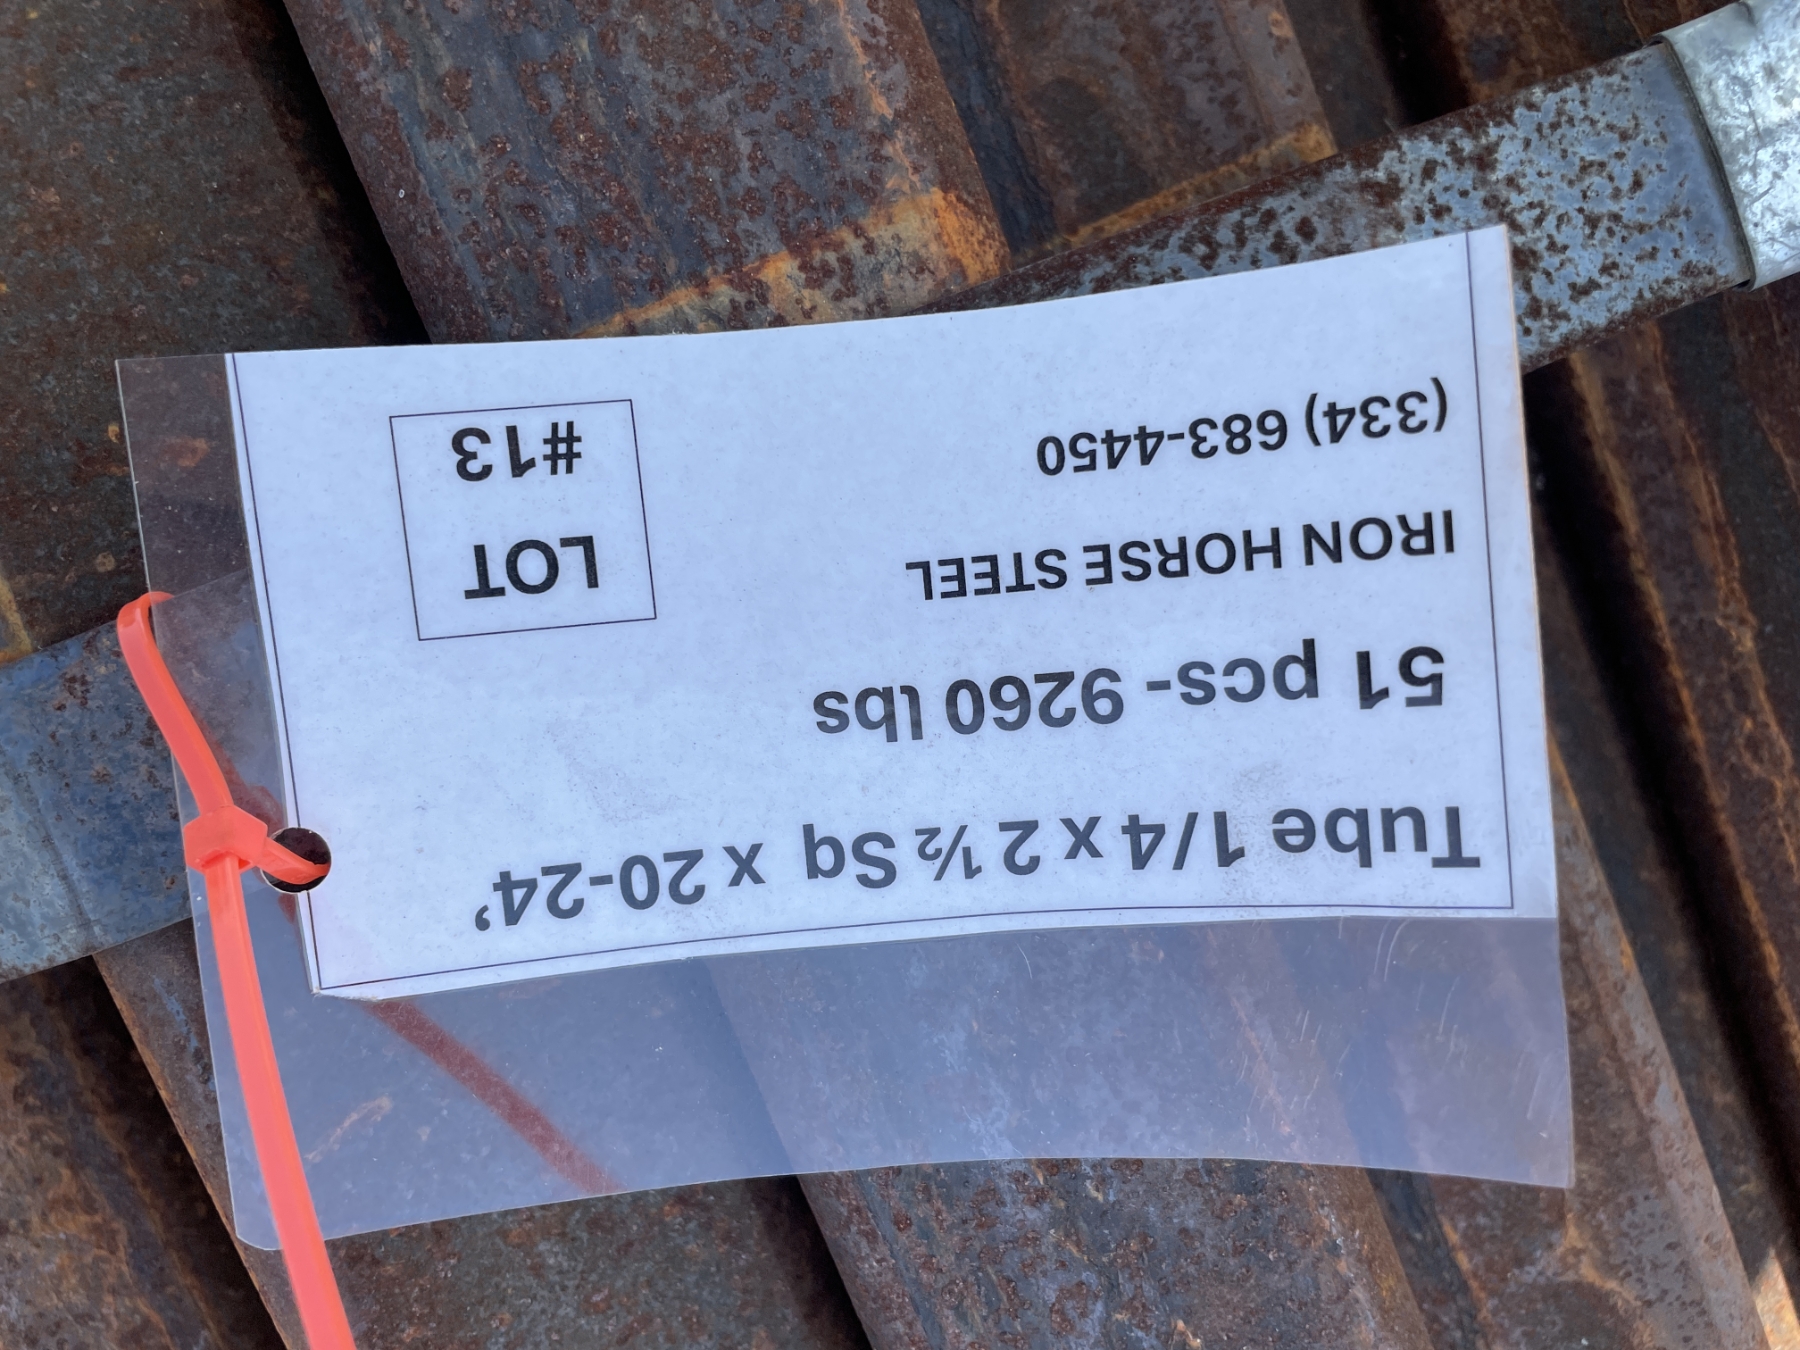 Tube 1/4 x 2 ½ Sq x 20-24’
51 pcs- 9260 lbs
IRON HORSE STEEL
(334) 683-4450
LOT
#13